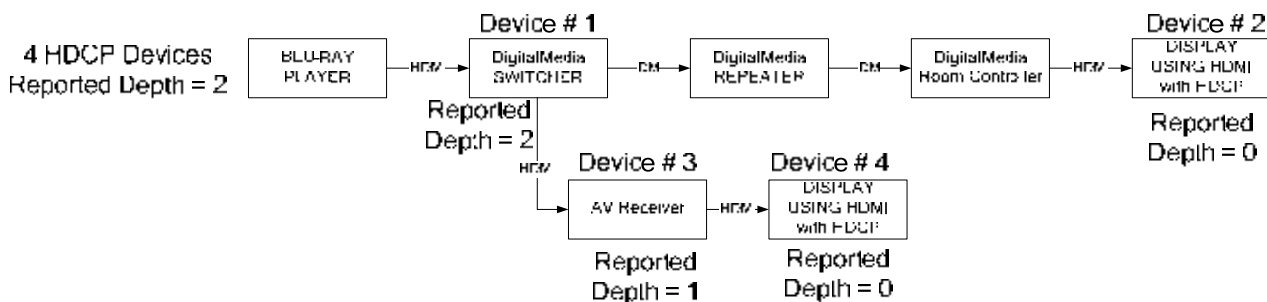 4 HDCP Devices
Reported Depth = 2
BLU-RAY
PLAYER
HDMI
Device # 1
DigitalMedia
SWITCHER
Reported
Depth = 2
DM
DigitalMedia
REPEATER
DM
DigitalMedia
Room Controller
HDMI
Device # 2
DISPLAY
USING HDMI
with HDCP
Reported
Depth = 0
HDMI
Device # 3
AV Receiver
Reported
Depth = 1
HDMI
Device # 4
DISPLAY
USING HDMI
with HDCP
Reported
Depth = 0